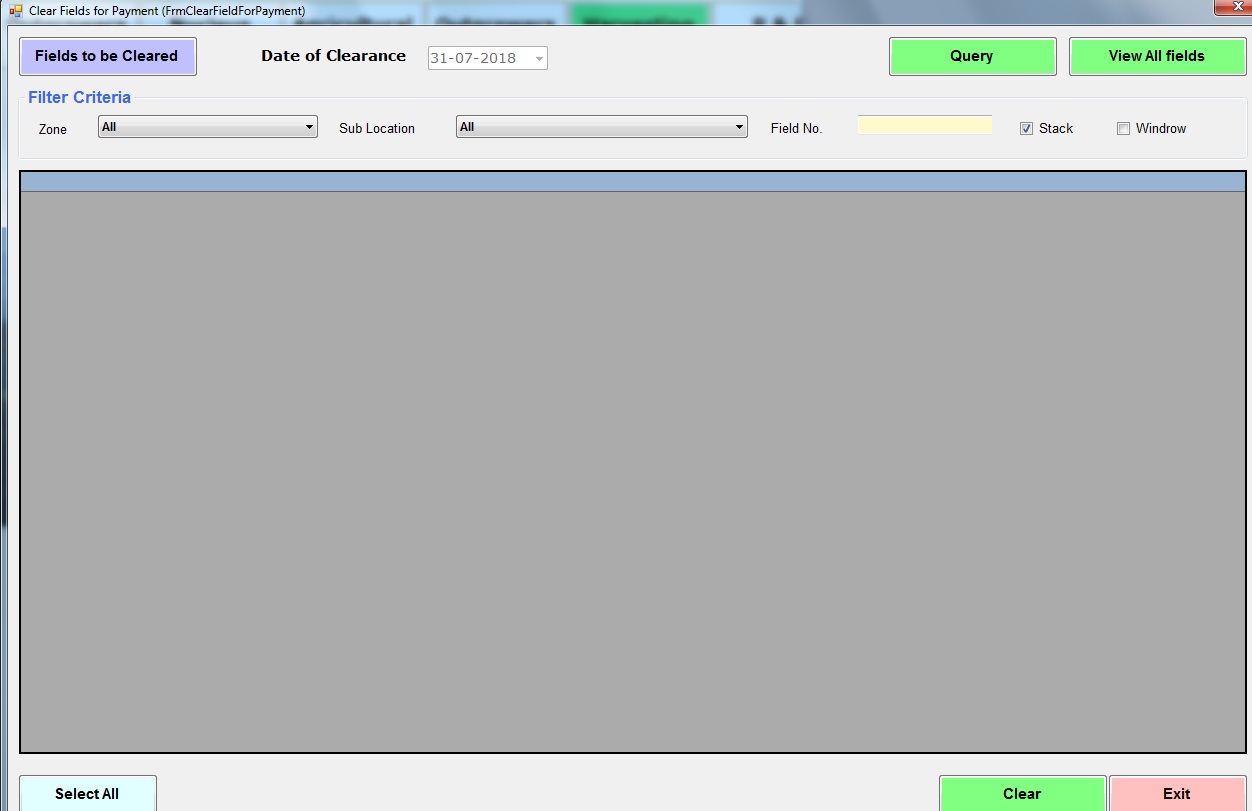 Clear Fields for Payment (FrmClearFieldForPayment)
Fields to be Cleared
Date of Clearance
31-07-2018
Query
View All fields
Filter Criteria
Zone
All
Sub Location
All
Field No.
Stack
Windrow
Select All
Clear
Exit